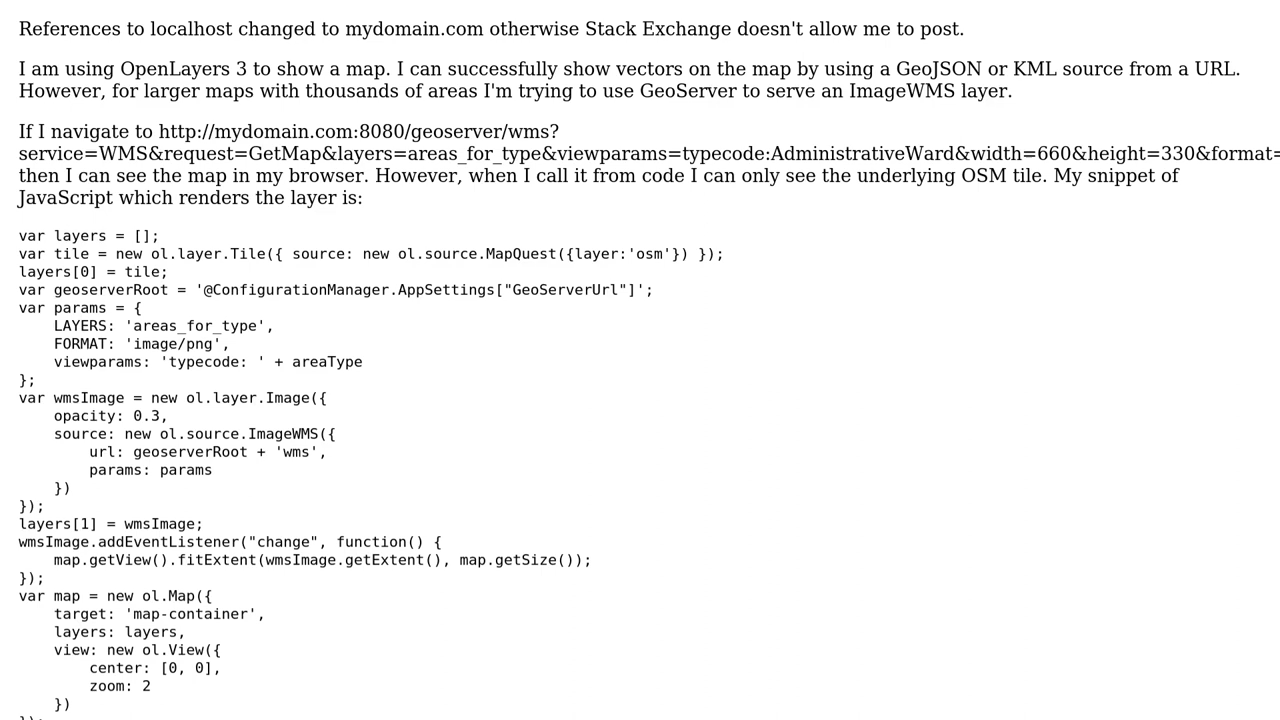 References to localhost changed to mydomain.com otherwise Stack Exchange doesn't allow me to post.
I am using OpenLayers 3 to show a map. I can successfully show vectors on the map by using a GeoJSON or KML source from a URL.
However, for larger maps with thousands of areas I'm trying to use GeoServer to serve an ImageWMS layer.
If I navigate to http://mydomain.com:8080/geoserver/wms?
service=WMS&request=GetMap&layers=areas_for_type&viewparams=typecode:AdministrativeWard&width=660&height=330&format=
then I can see the map in my browser. However, when I call it from code I can only see the underlying OSM tile. My snippet of
JavaScript which renders the layer is:
var layers = [];
var tile = new ol.layer.Tile({ source: new ol.source.MapQuest({layer:'osm'}) });
layers[0] = tile;
var geoserverRoot = '@ConfigurationManager.AppSettings["GeoServerUrl"]';
var params = {
    LAYERS: 'areas_for_type',
    FORMAT: 'image/png',
    viewparams: 'typecode: ' + areaType
};
var wmsImage = new ol.layer.Image({
    opacity: 0.3,
    source: new ol.source.ImageWMS({
        url: geoserverRoot + 'wms',
        params: params
    })
});
layers[1] = wmsImage;
wmsImage.addEventListener("change", function() {
    map.getView().fitExtent(wmsImage.getExtent(), map.getSize());
});
var map = new ol.Map({
    target: 'map-container',
    layers: layers,
    view: new ol.View({
        center: [0, 0],
        zoom: 2
    })